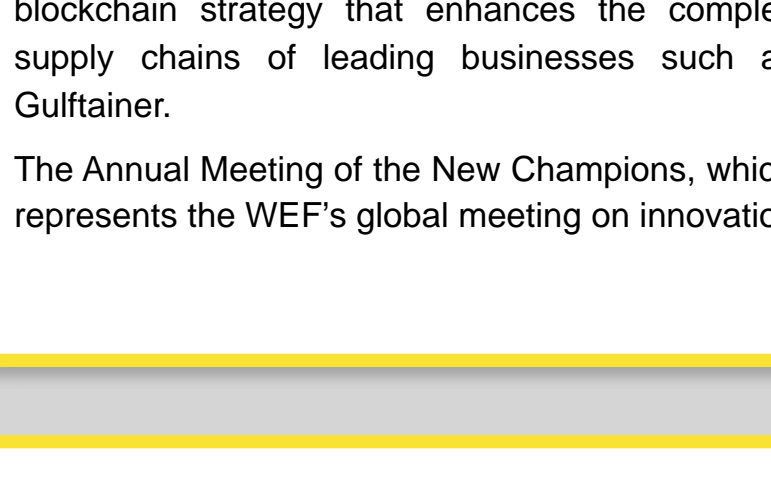 blockchain strategy that enhances the comple
supply chains of leading businesses such a
Gulftainer.
The Annual Meeting of the New Champions, whic
represents the WEF’s global meeting on innovatio